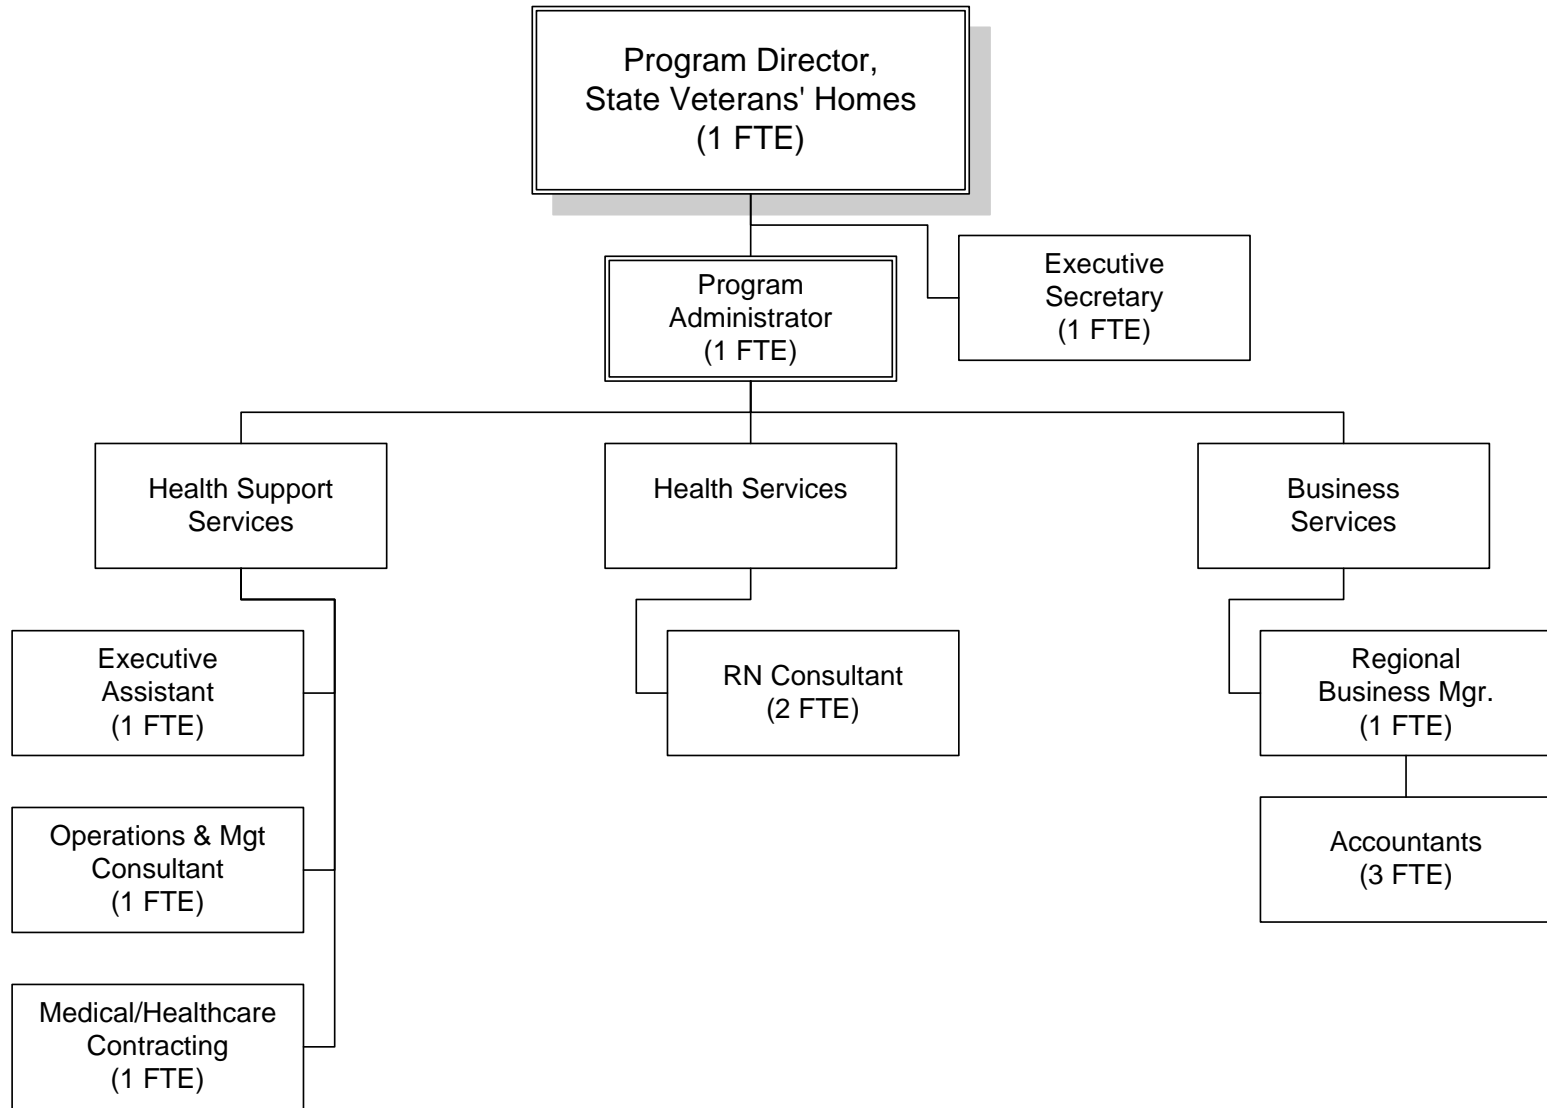 Program Director,
State Veterans' Homes
(1 FTE)
Program
Administrator
(1 FTE)
Executive
Secretary
(1 FTE)
Health Support
Services
Health Services
Business
Services
Executive
Assistant
(1 FTE)
Operations & Mgt
Consultant
(1 FTE)
Medical/Healthcare
Contracting
(1 FTE)
RN Consultant
(2 FTE)
Regional
Business Mgr.
(1 FTE)
Accountants
(3 FTE)